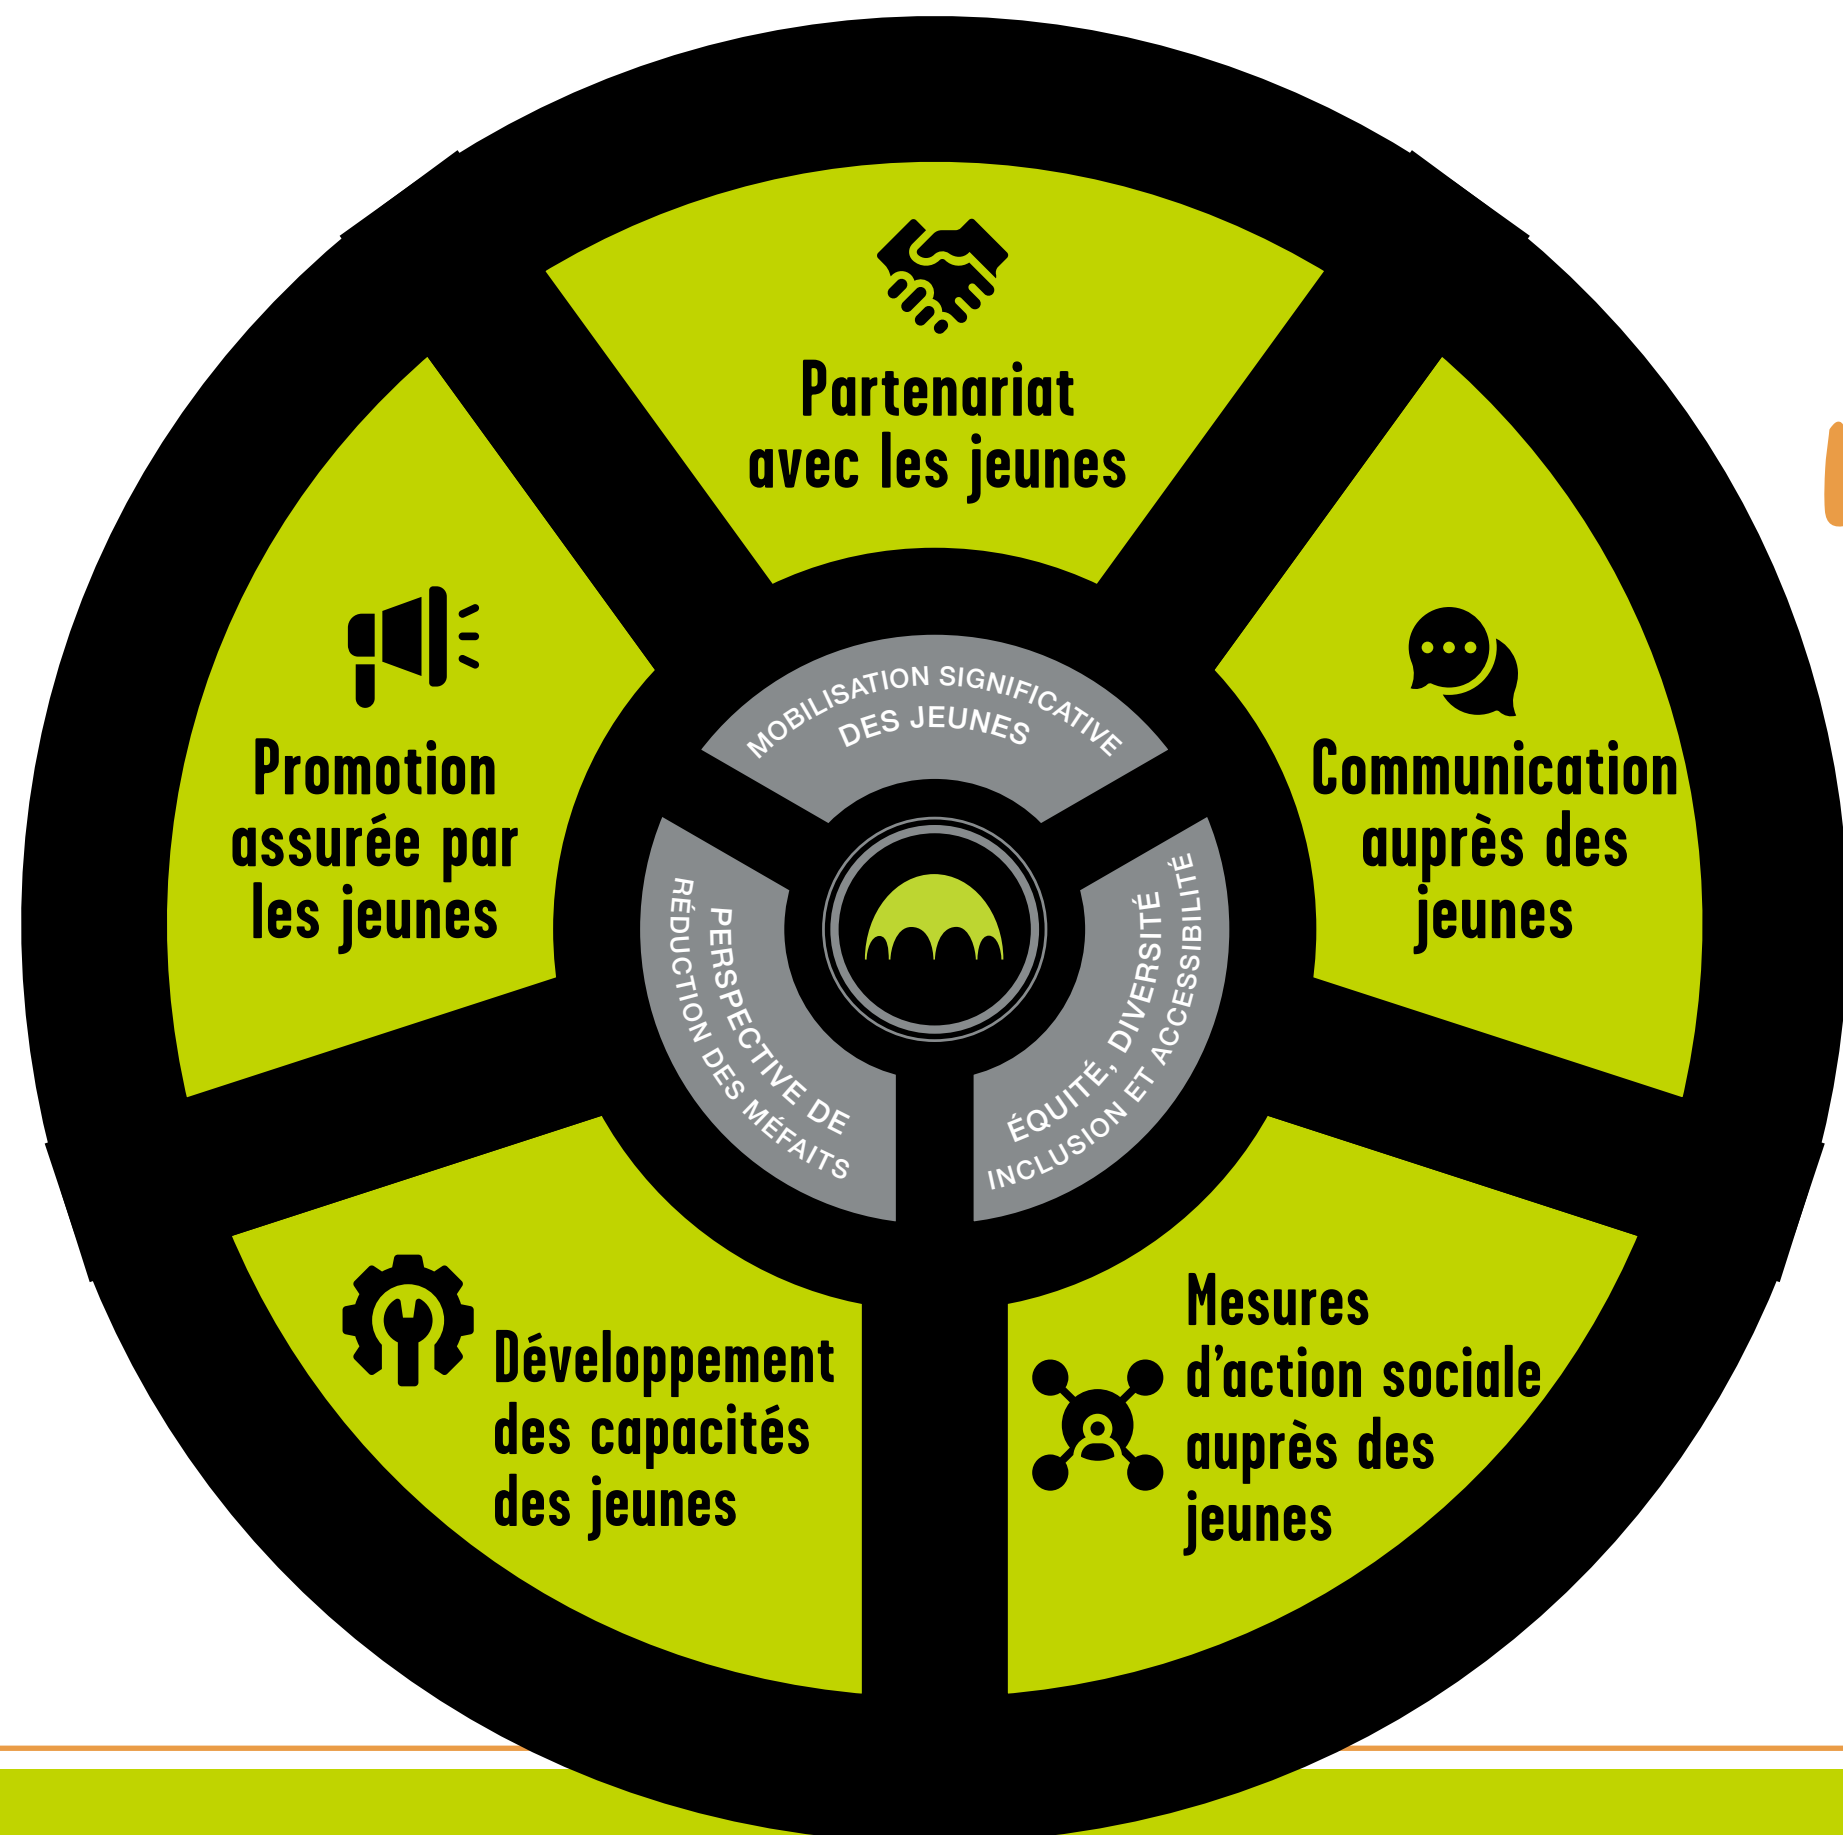 Partenariat
avec les jeunes
Communication
auprès des
jeunes
Mesures
d'action sociale
auprès des
jeunes
Développement
des capacités
des jeunes
Promotion
assurée par
les jeunes
MOBILISATION SIGNIFICATIVE
DES JEUNES
ÉQUITÉ, DIVERSITÉ
INCLUSION ET ACCESSIBILITÉ
PERSPECTIVE DE
RÉDUCTION DES MÉFAITS